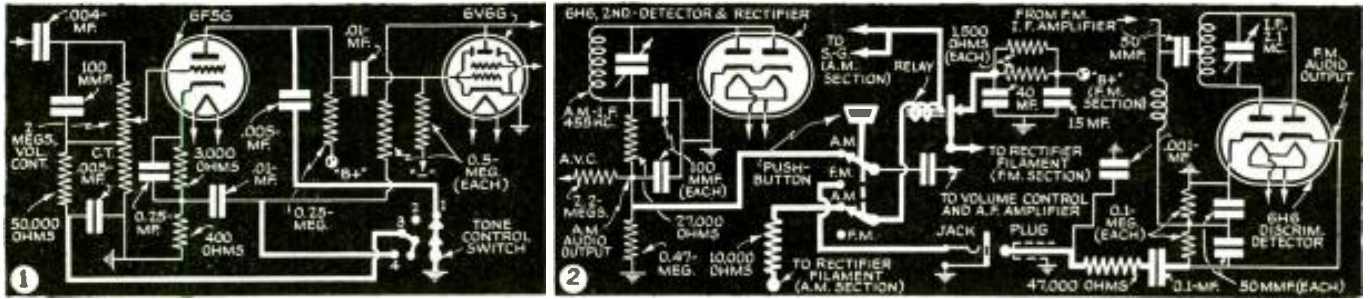 .004-
MF.
6F5G
.01-
MF.
6V6G
100
MMF.
2-
MEGS.,
VOL.
CONT.
C.T.
.005-
MF.
50,000
OHMS
0.25-
MF.
3,000
OHMS
.01-
MF.
400
OHMS
.005-
MF.
"B+"
0.25-
MEG.
0.5-
MEG.
(EACH)
1
2
3
4
TONE
CONTROL
SWITCH
1
6H6, 2ND-DETECTOR & RECTIFIER
TO
S-G
(A.M.
SECTION)
RELAY
1,500
OHMS
EACH)
FROM F.M.
I.F. AMPLIFIER
50
MMF.
I.F.
2.1
MC.
F.M.
AUDIO
OUTPUT
"B+"
(F.M.
SECTION)
40
MF.
15 MF.
A.M.-I.F.
455 KC.
A.V.C.
2.2-
MEGS.
A.M.
AUDIO
OUTPUT
100
MMF.
(EACH)
27,000
OHMS
0.47-
MEG.
10,000
OHMS
PUSH-
BUTTON
A.M.
F.M.
A.M.
F.M.
TO RECTIFIER
FILAMENT
(F.M. SECTION)
TO VOLUME CONTROL
AND A.F. AMPLIFIER
JACK
PLUG
TO RECTIFIER
FILAMENT
(A.M. SECTION)
.001-
MF.
0.1-
MEG.
(EACH)
47,000 OHMS
0.1-MF.
6H6
DISCRIM-
DETECTOR
50 MMF.(EACH)
2